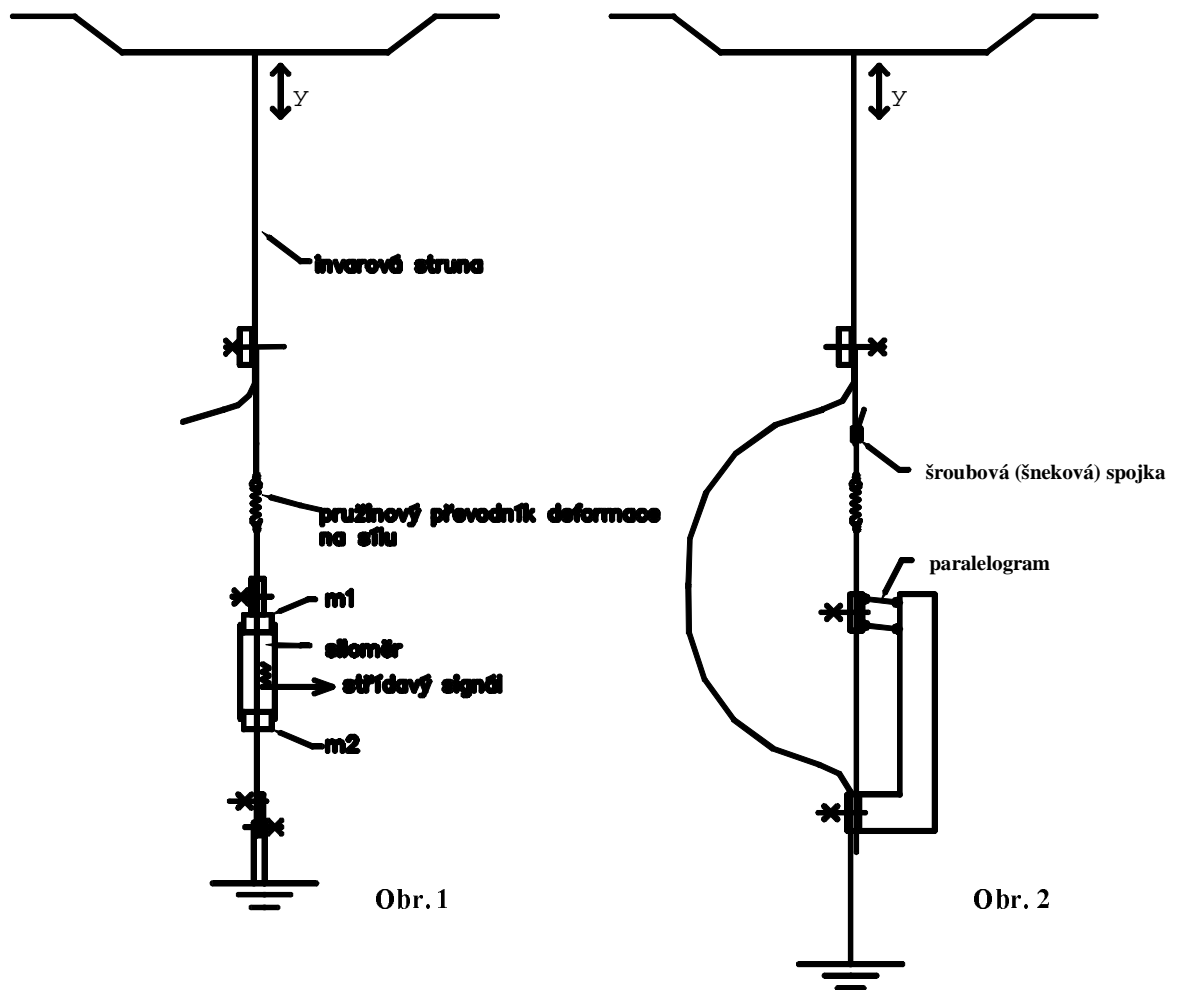 y
invarová struna
pružinový převodník deformace
na sílu
m1
siloměr
střídavý signál
m2
Obr. 1
y
šroubová (šneková) spojka
paralelogram
Obr. 2